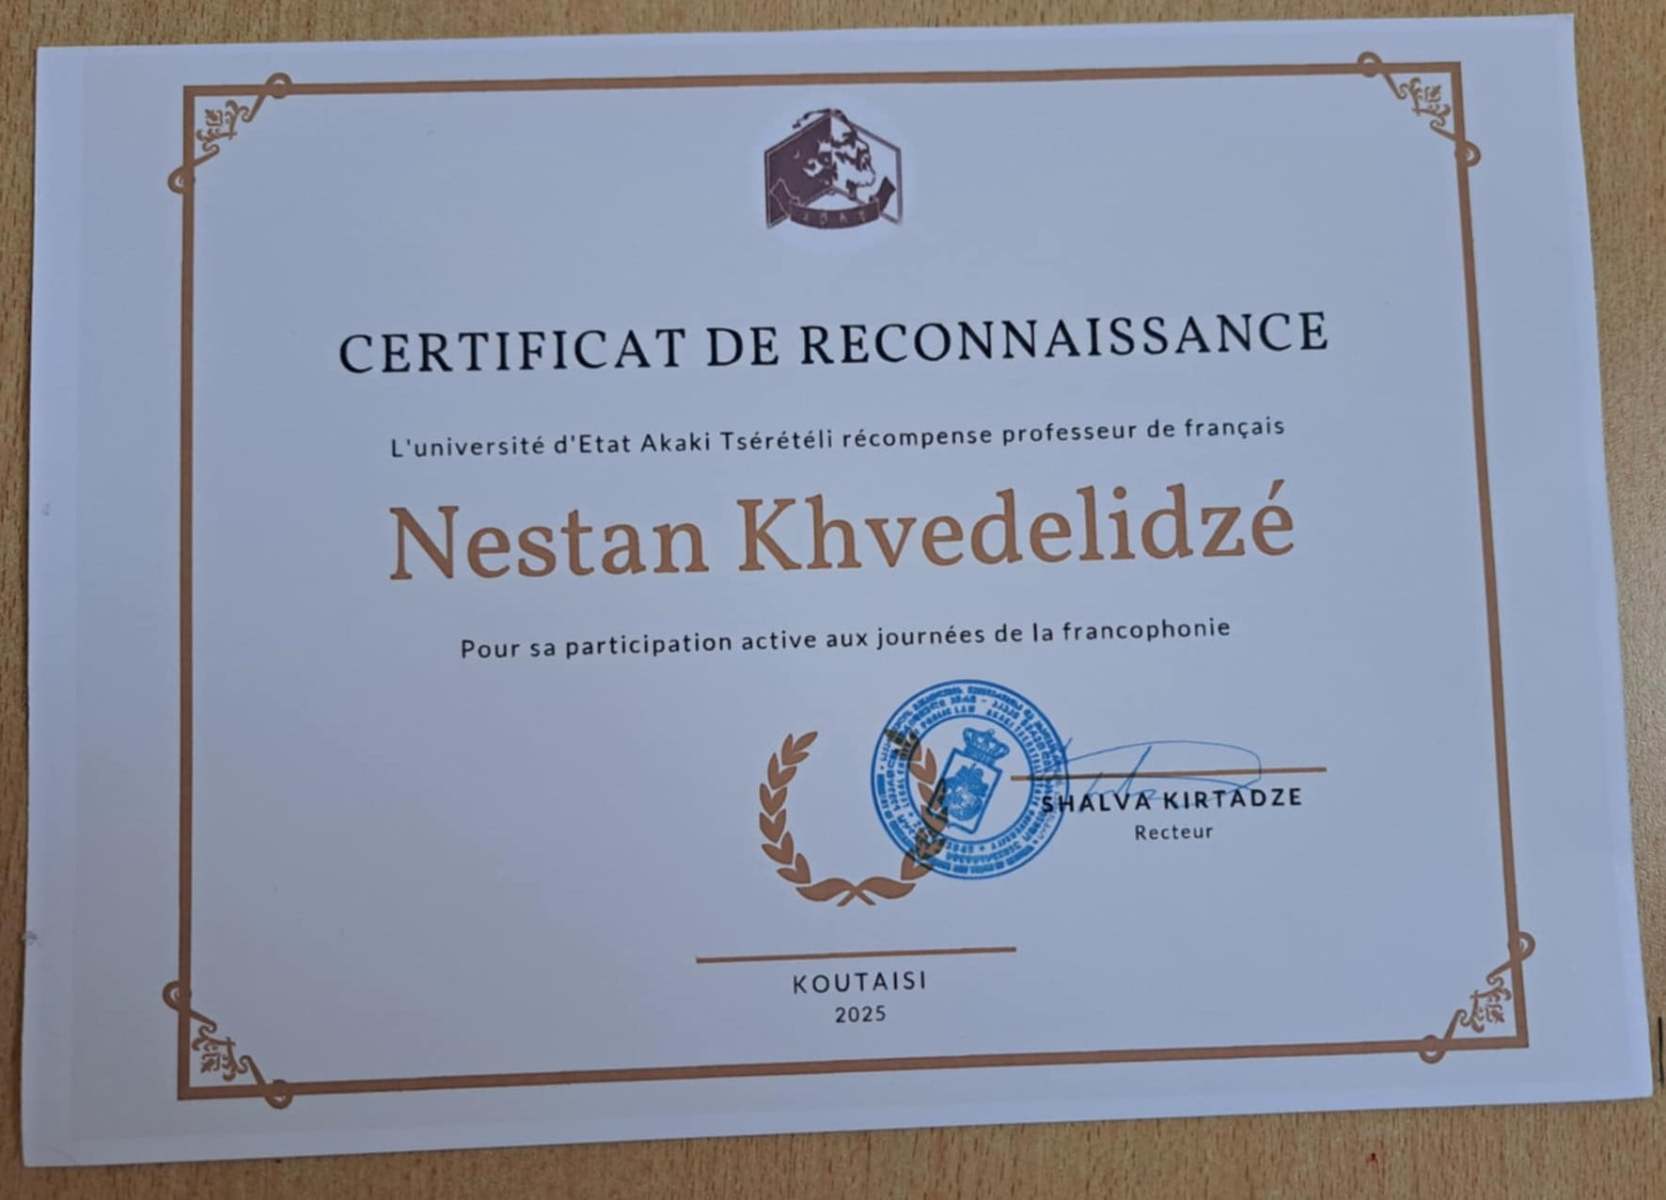 CERTIFICAT DE RECONNAISSANCE
L'université d'Etat Akaki Tsérétéli récompense professeur de français
Nestan Khvedelidzé
Pour sa participation active aux journées de la francophonie
SHALVA KIRTADZE
Recteur
KOUTAISI
2025